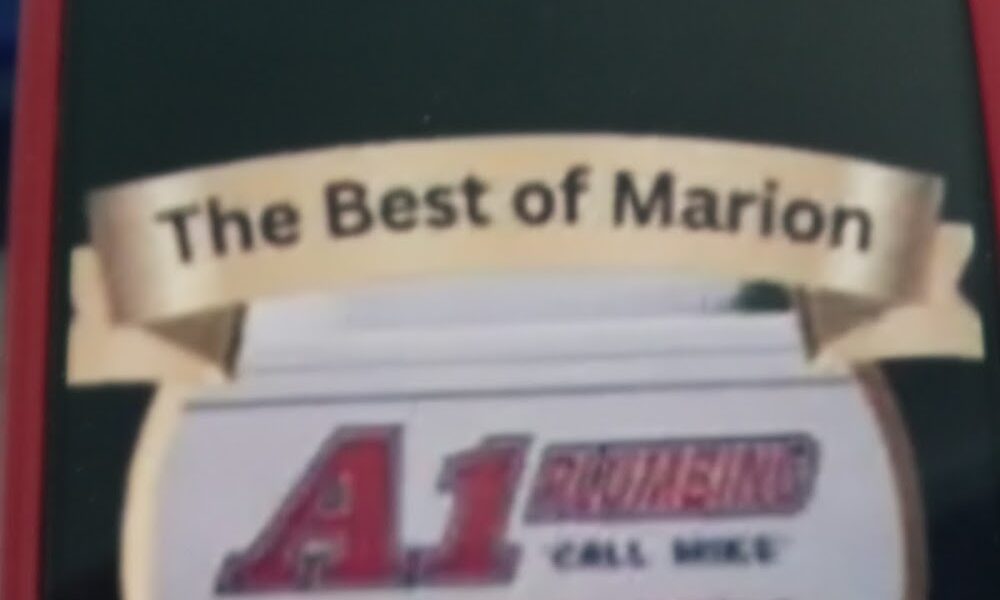 The Best of Marion
A.1 PLUMBING
"CALL MIKE"